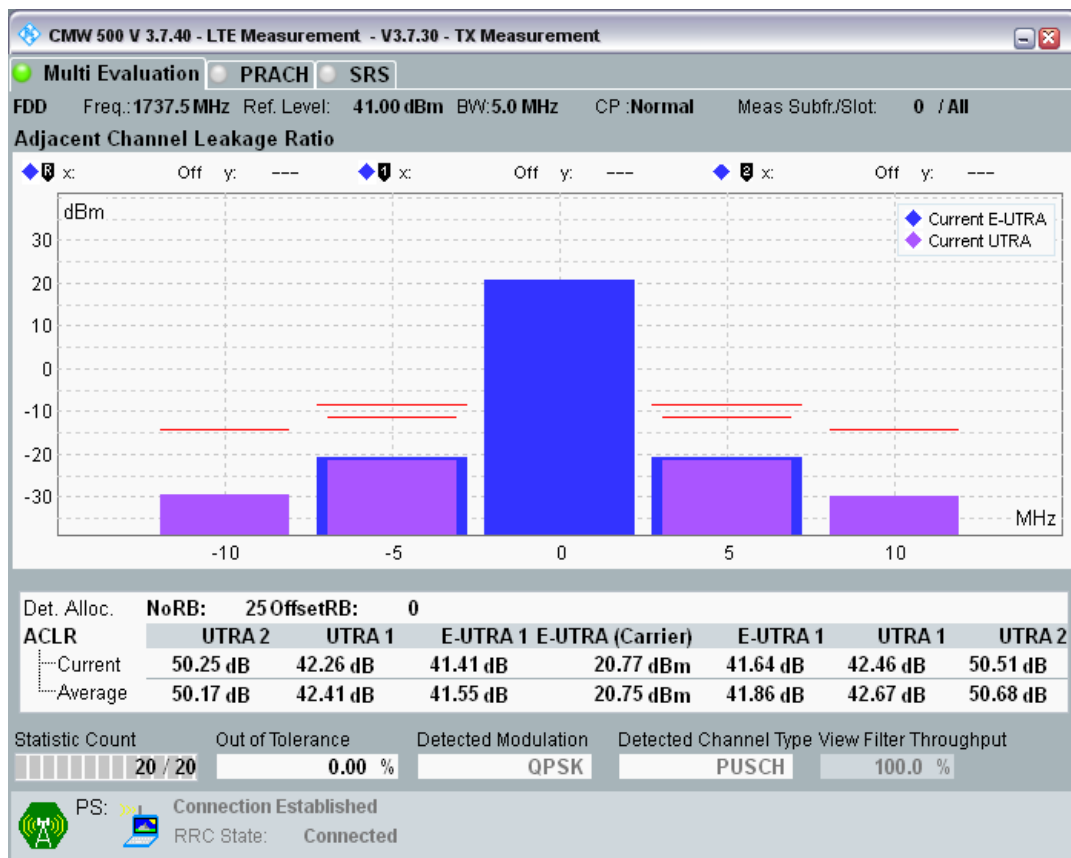 CMW 500 V 3.7.40 - LTE Measurement - V3.7.30 - TX Measurement
Multi Evaluation PRACH SRS
FDD Freq.:1737.5 MHz Ref. Level: 41.00 dBm BW:5.0 MHz CP :Normal Meas Subfr./Slot: 0 / All
Adjacent Channel Leakage Ratio
R x: Off y: --- 1 x: Off y: --- 2 x: Off y: ---
dBm
Current E-UTRA
Current UTRA
30
20
10
0
-10
-20
-30
MHz
-10 -5 0 5 10
Det. Alloc. NoRB: 25 OffsetRB: 0
ACLR UTRA 2 UTRA 1 E-UTRA 1 E-UTRA (Carrier) E-UTRA 1 UTRA 1 UTRA 2
Current 50.25 dB 42.26 dB 41.41 dB 20.77 dBm 41.64 dB 42.46 dB 50.51 dB
Average 50.17 dB 42.41 dB 41.55 dB 20.75 dBm 41.86 dB 42.67 dB 50.68 dB
Statistic Count Out of Tolerance Detected Modulation Detected Channel Type View Filter Throughput
20 / 20 0.00 % QPSK PUSCH 100.0 %
PS: Connection Established
RRC State: Connected